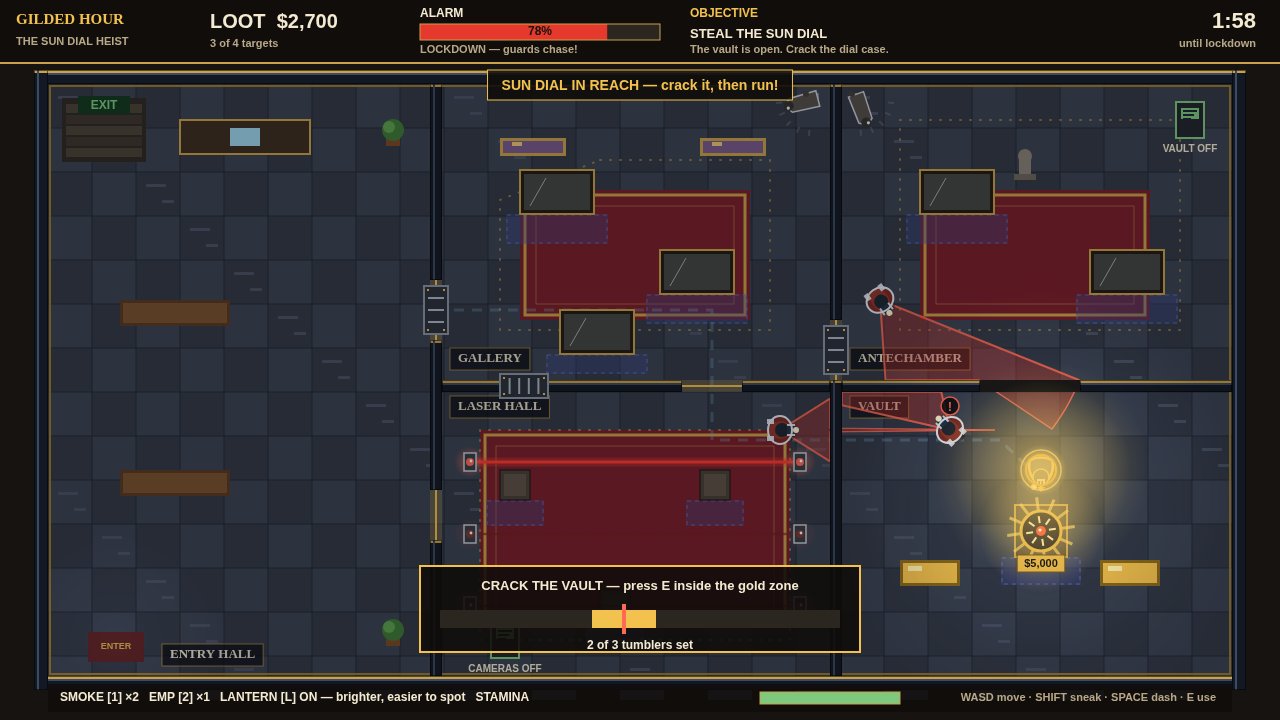 GILDED HOUR
THE SUN DIAL HEIST
LOOT $2,700
3 of 4 targets
ALARM
78%
LOCKDOWN — guards chase!
OBJECTIVE
STEAL THE SUN DIAL
The vault is open. Crack the dial case.
1:58
until lockdown
SUN DIAL IN REACH — crack it, then run!
EXIT
VAULT OFF
GALLERY
ANTECHAMBER
LASER HALL
VAULT
!
$5,000
CRACK THE VAULT — press E inside the gold zone
2 of 3 tumblers set
ENTER
ENTRY HALL
CAMERAS OFF
SMOKE [1] ×2 EMP [2] ×1 LANTERN [L] ON — brighter, easier to spot STAMINA
WASD move · SHIFT sneak · SPACE dash · E use